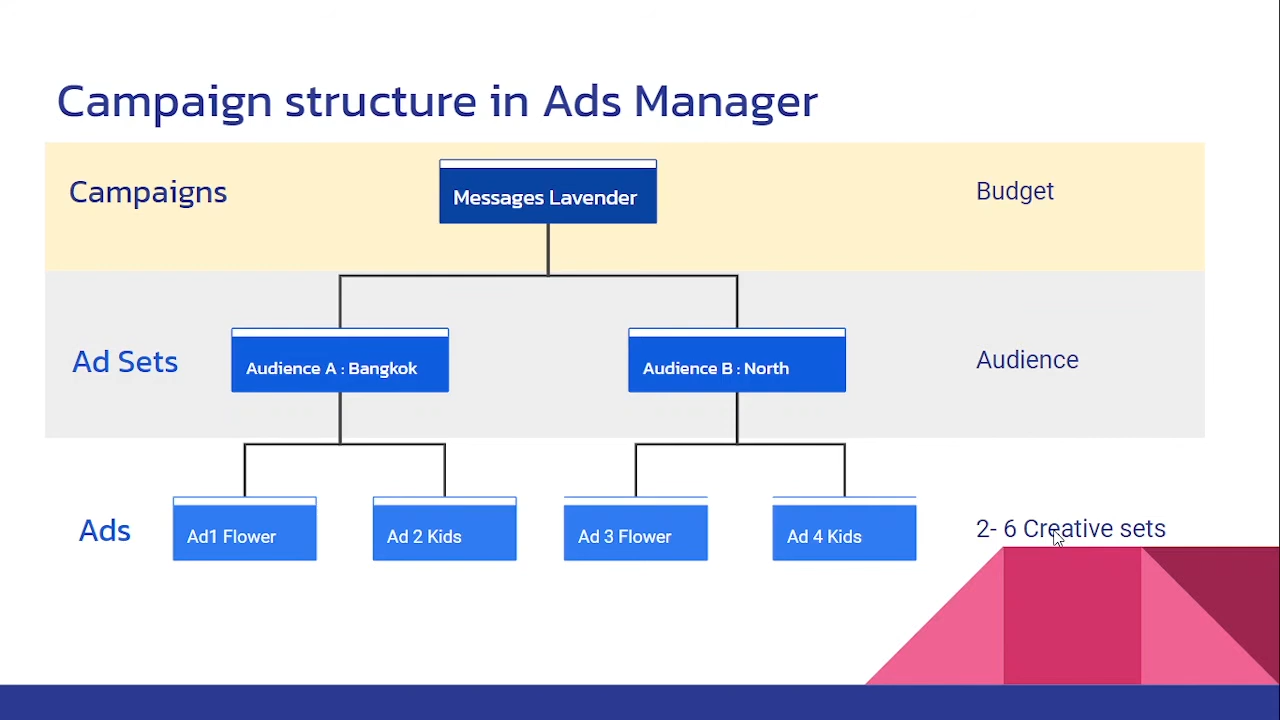 Campaign structure in Ads Manager
Campaigns
Messages Lavender
Budget
Ad Sets
Audience A : Bangkok
Audience B : North
Audience
Ads
Ad1 Flower
Ad 2 Kids
Ad 3 Flower
Ad 4 Kids
2- 6 Creative sets